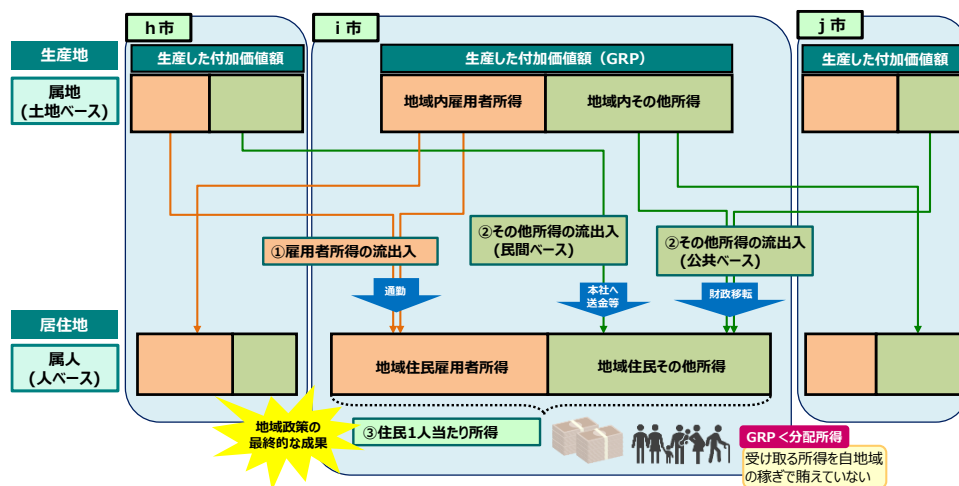 h市
i市
j市
生産地
生産した付加価値額
生産した付加価値額（GRP）
生産した付加価値額
属地
(土地ベース)
地域内雇用者所得
地域内その他所得
①雇用者所得の流出入
②その他所得の流出入
(民間ベース)
②その他所得の流出入
(公共ベース)
通勤
本社へ
送金等
財政移転
居住地
属人
(人ベース)
地域住民雇用者所得
地域住民その他所得
地域政策の
最終的な成果
③住民1人当たり所得
GRP＜分配所得
受け取る所得を自地域
の稼ぎで賄えていない